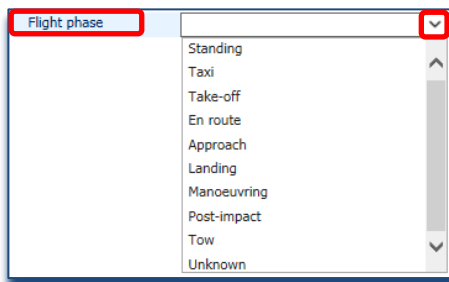 Flight phase
Standing
Taxi
Take-off
En route
Approach
Landing
Manoeuvring
Post-impact
Tow
Unknown